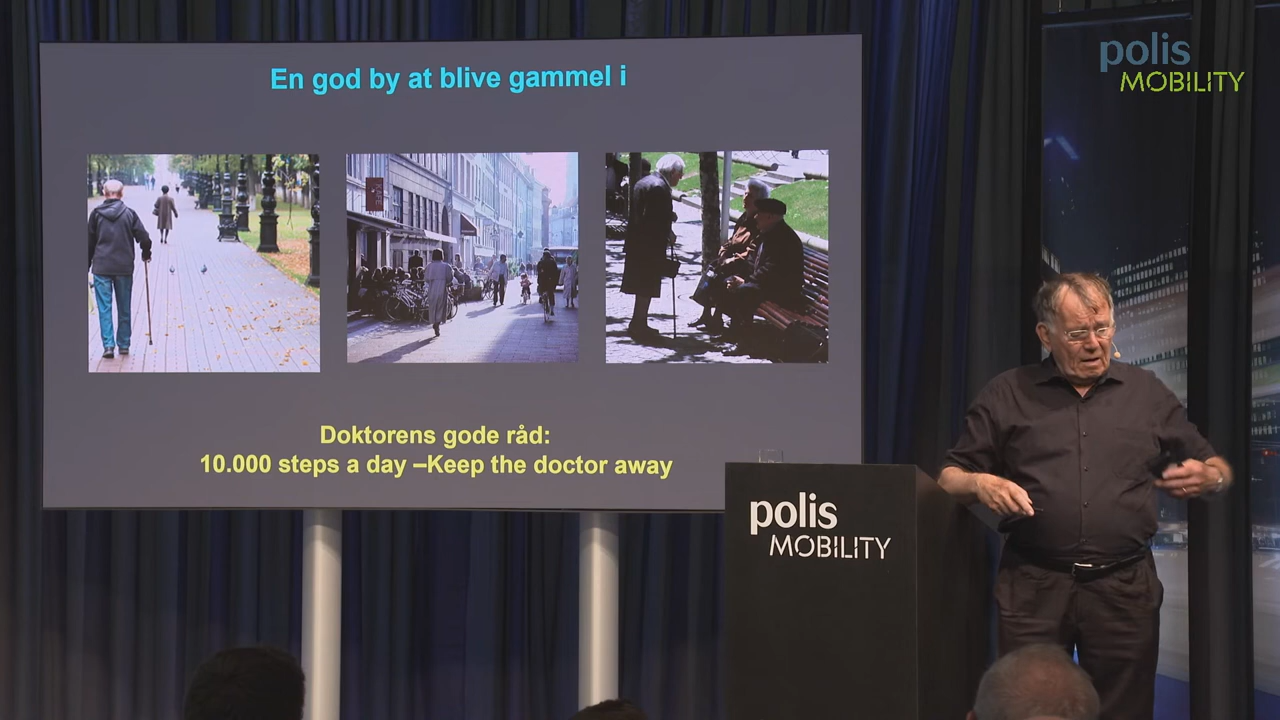 En god by at blive gammel i
Doktorens gode råd:
10.000 steps a day –Keep the doctor away
polis
MOBILITY
polis
MOBILITY